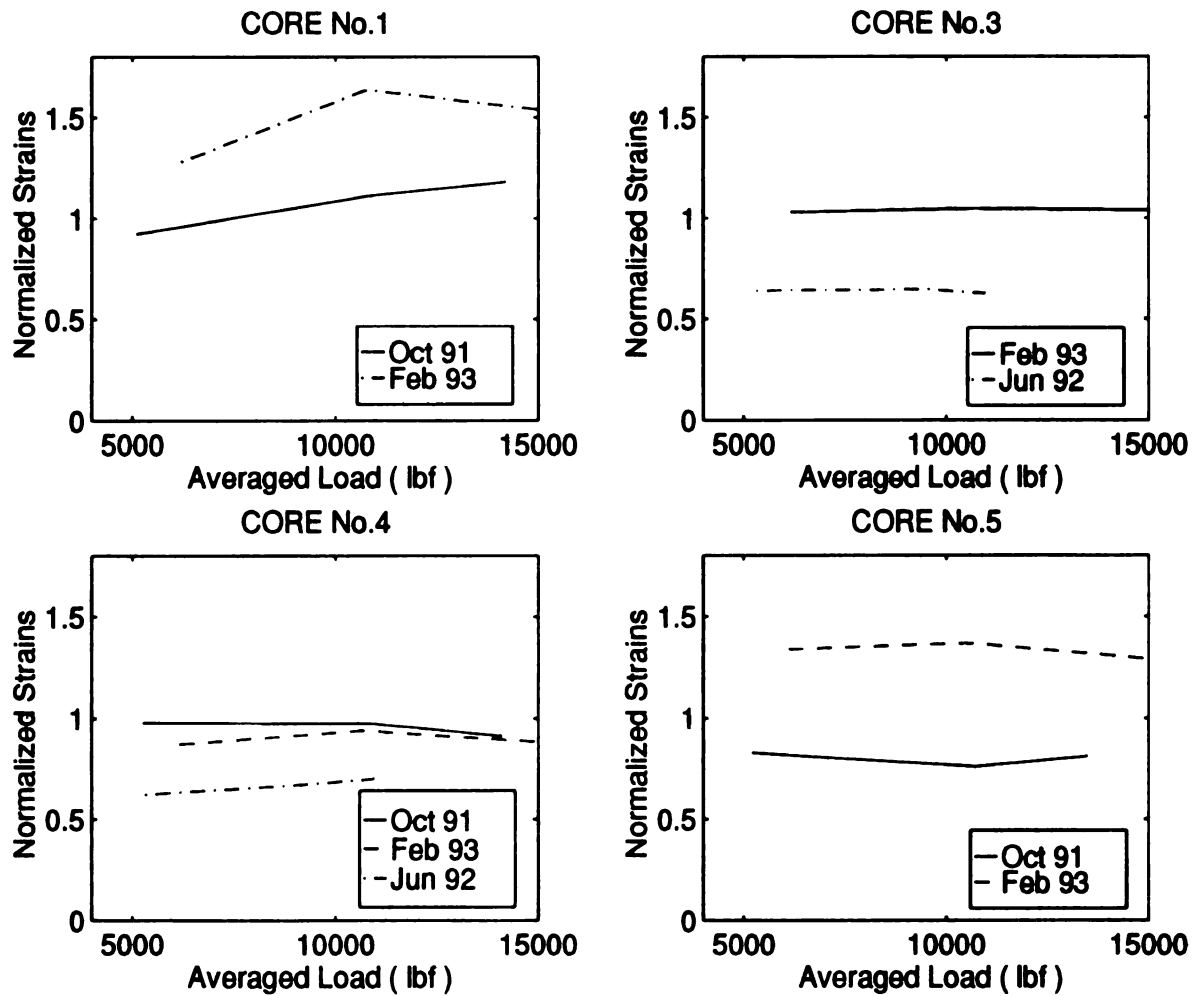 CORE No.1
Normalized Strains
1.5
1
0.5
0
Oct 91
Feb 93
5000 10000 15000
Averaged Load ( lbf )
CORE No.3
Normalized Strains
1.5
1
0.5
0
Feb 93
Jun 92
5000 10000 15000
Averaged Load ( lbf )
CORE No.4
Normalized Strains
1.5
1
0.5
0
Oct 91
Feb 93
Jun 92
5000 10000 15000
Averaged Load ( lbf )
CORE No.5
Normalized Strains
1.5
1
0.5
0
Oct 91
Feb 93
5000 10000 15000
Averaged Load ( lbf )